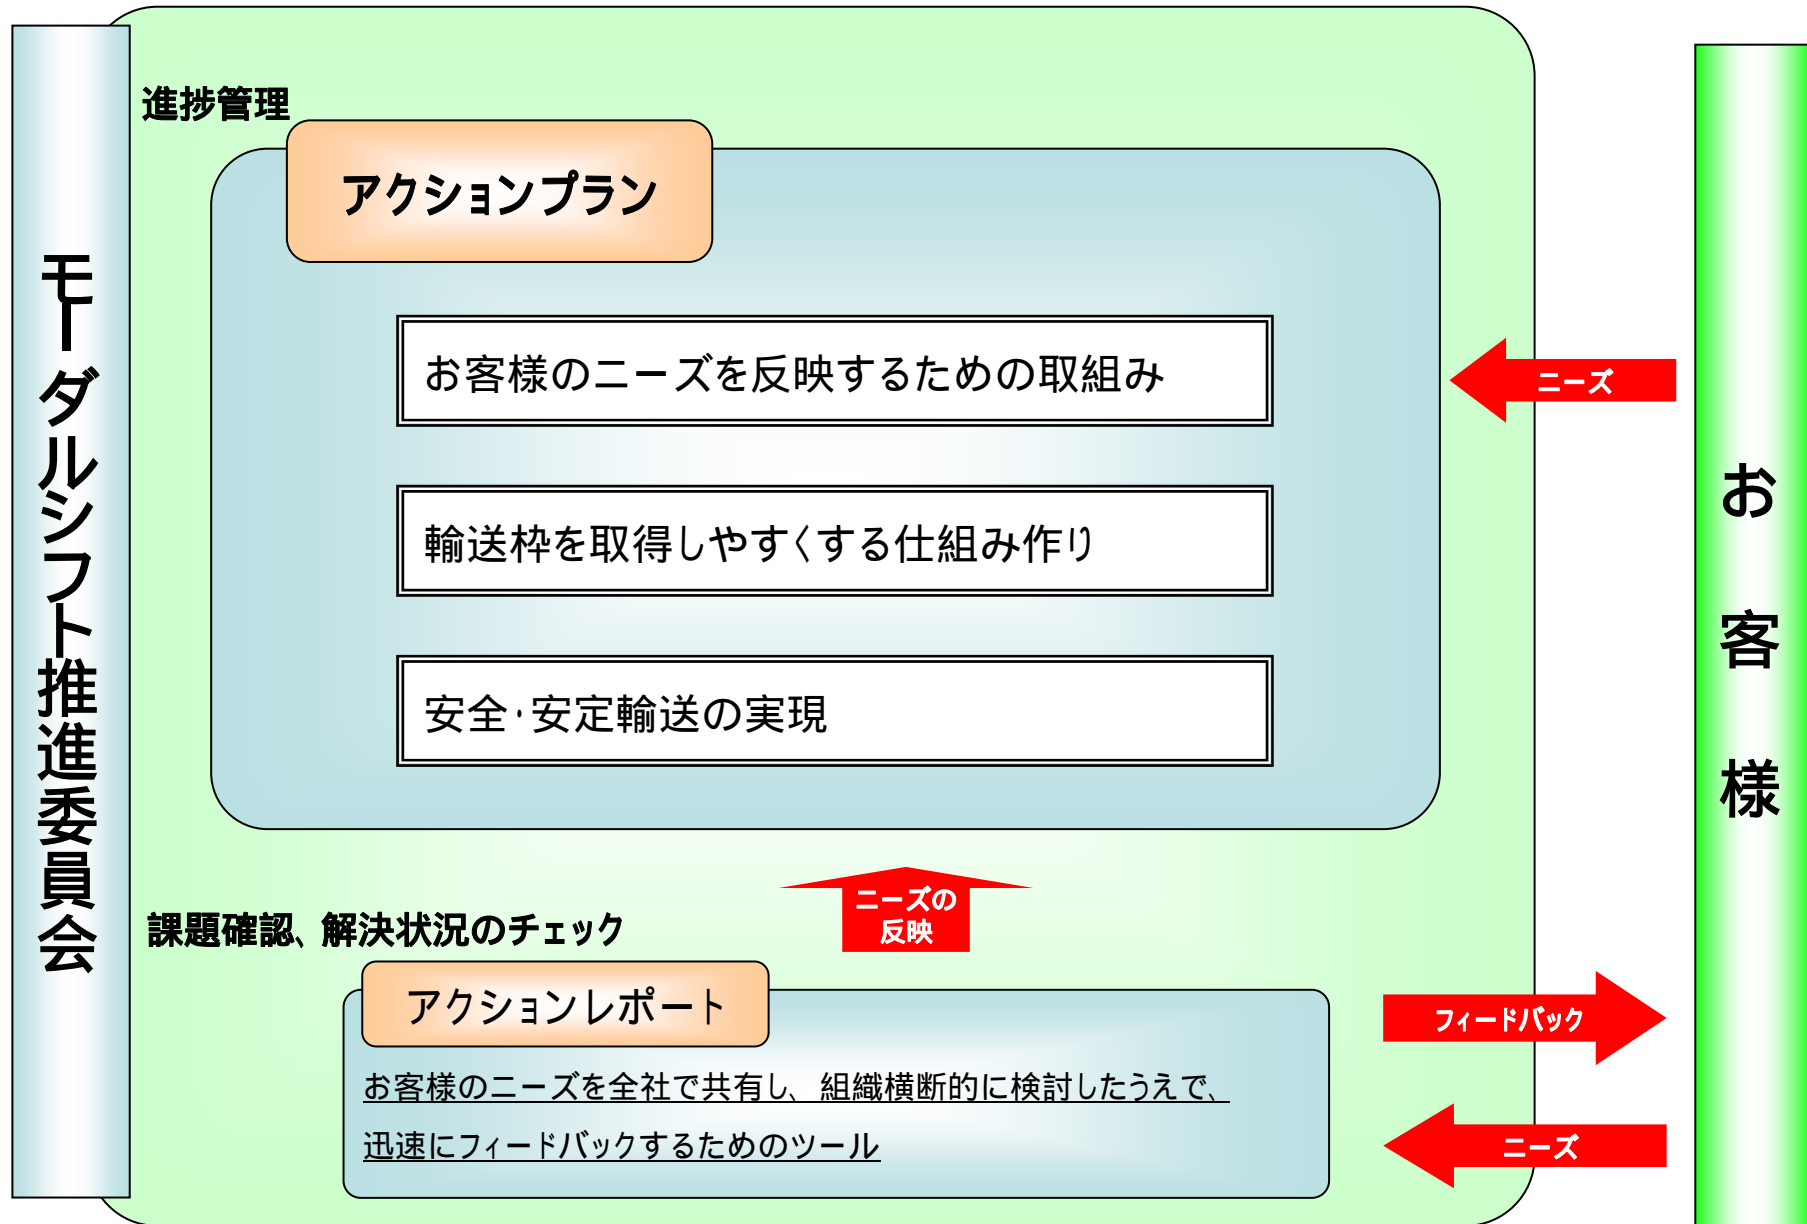 モーダルシフト推進委員会
進捗管理
アクションプラン
お客様のニーズを反映するための取組み
輸送枠を取得しやすくする仕組み作り
安全・安定輸送の実現
ニーズ
お客様
ニーズの
反映
課題確認、解決状況のチェック
アクションレポート
お客様のニーズを全社で共有し、組織横断的に検討したうえで、
迅速にフィードバックするためのツール
フィードバック
ニーズ